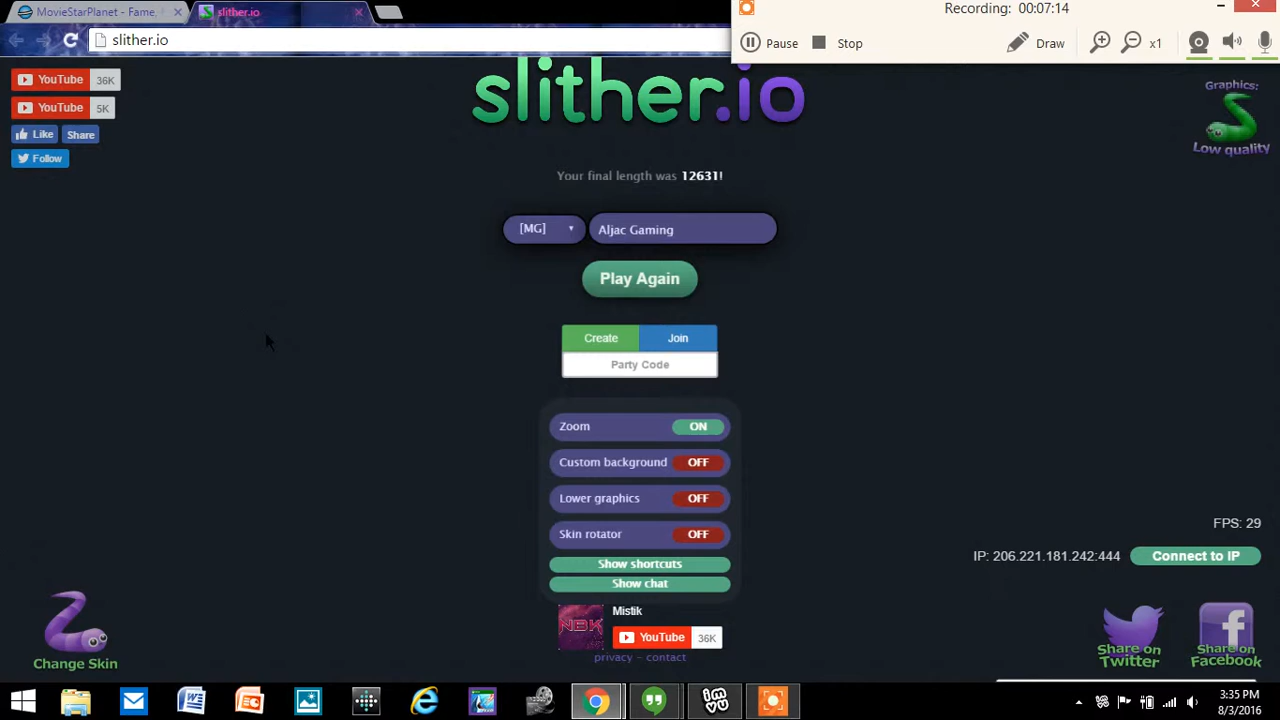 MovieStarPlanet - Fame,
slither.io
Recording: 00:07:14
slither.io
Pause
Stop
Draw
x1
YouTube 36K
YouTube 5K
Like
Share
Follow
slither.io
Graphics:
Low quality
Your final length was 12631!
[MG]
Aljac Gaming
Play Again
Create
Join
Party Code
Zoom ON
Custom background OFF
Lower graphics OFF
Skin rotator OFF
Show shortcuts
Show chat
FPS: 29
IP: 206.221.181.242:444
Connect to IP
NBK
Mistik
YouTube 36K
privacy – contact
Change Skin
Share on
Twitter
Share on
Facebook
3:35 PM
8/3/2016